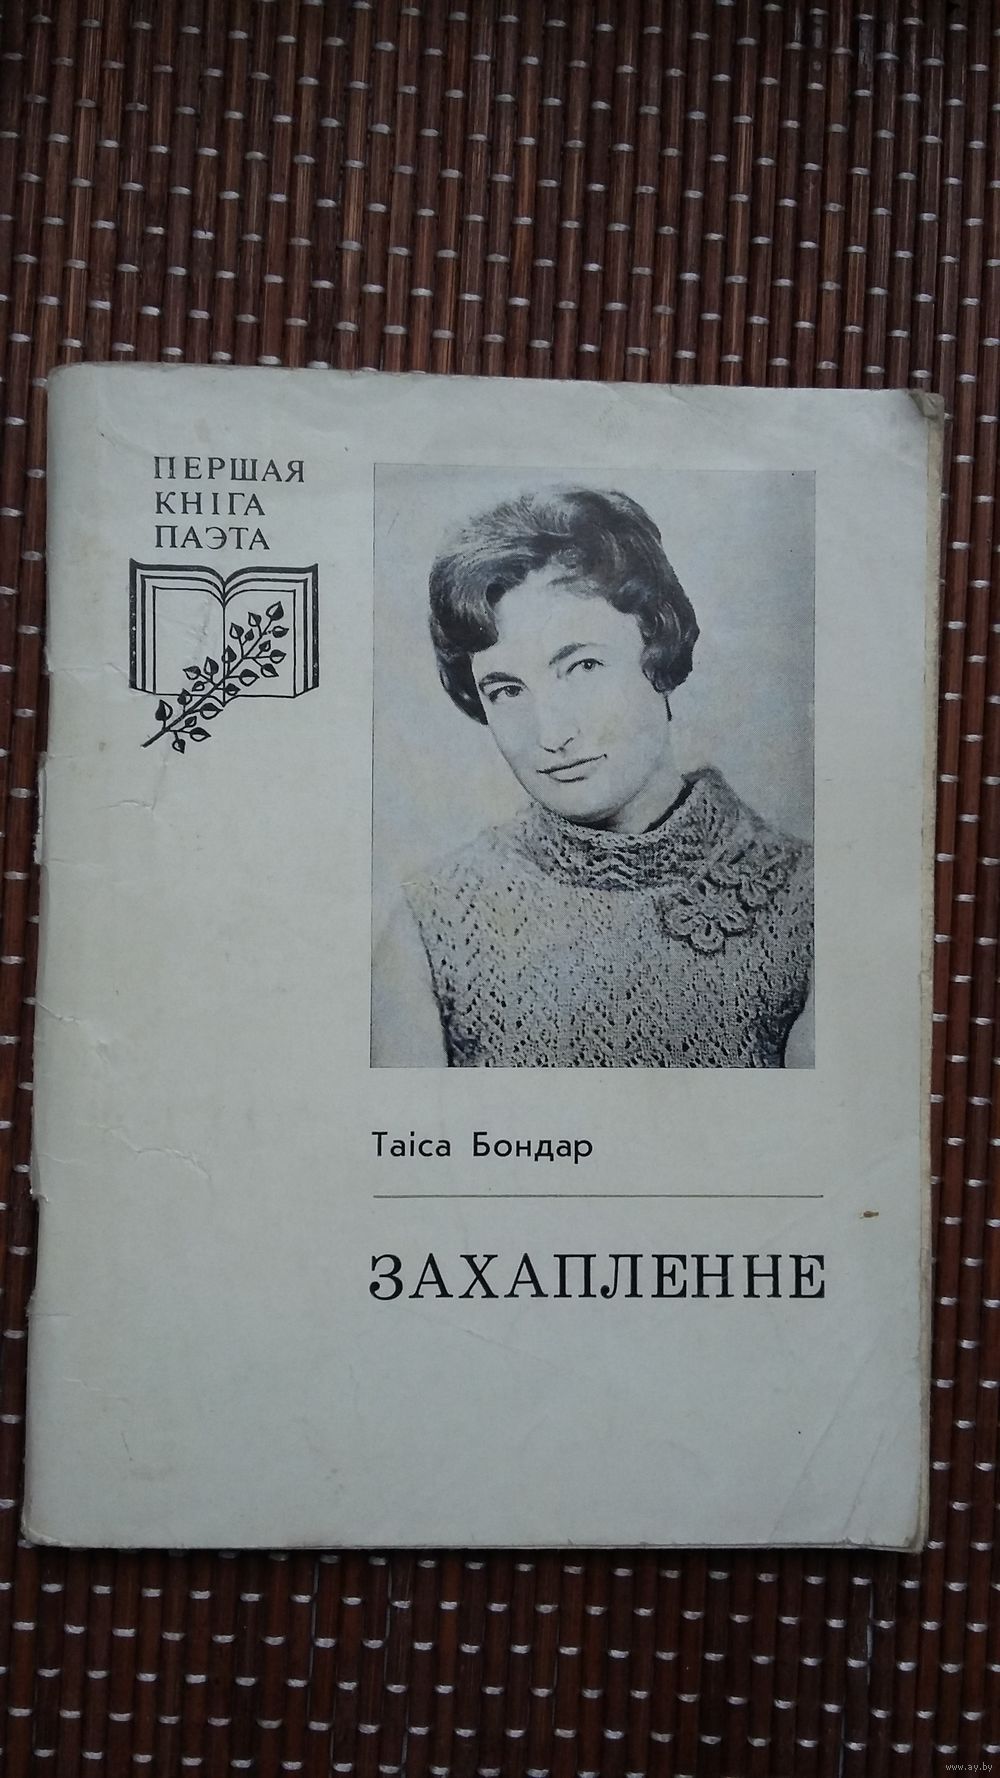 ПЕРШАЯ
КНІГА
ПАЭТА
Таіса Бондар
ЗАХАПЛЕННЕ
www.ay.by